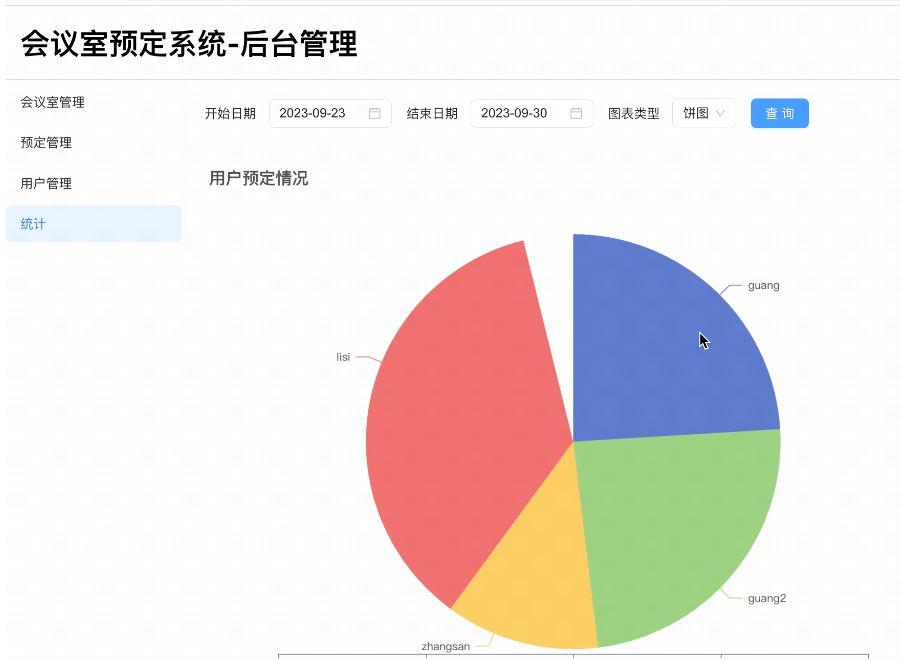 会议室预定系统-后台管理
会议室管理
预定管理
用户管理
统计
开始日期 2023-09-23 结束日期 2023-09-30 图表类型 饼图 查 询
用户预定情况
guang
lisi
guang2
zhangsan